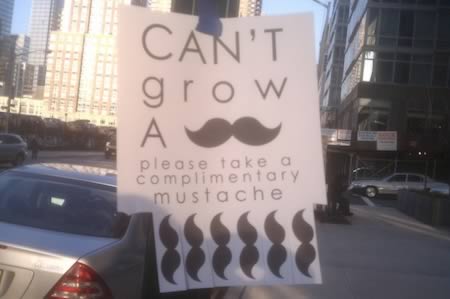 CAN'T
grow
A
please take a
complimentary
mustache